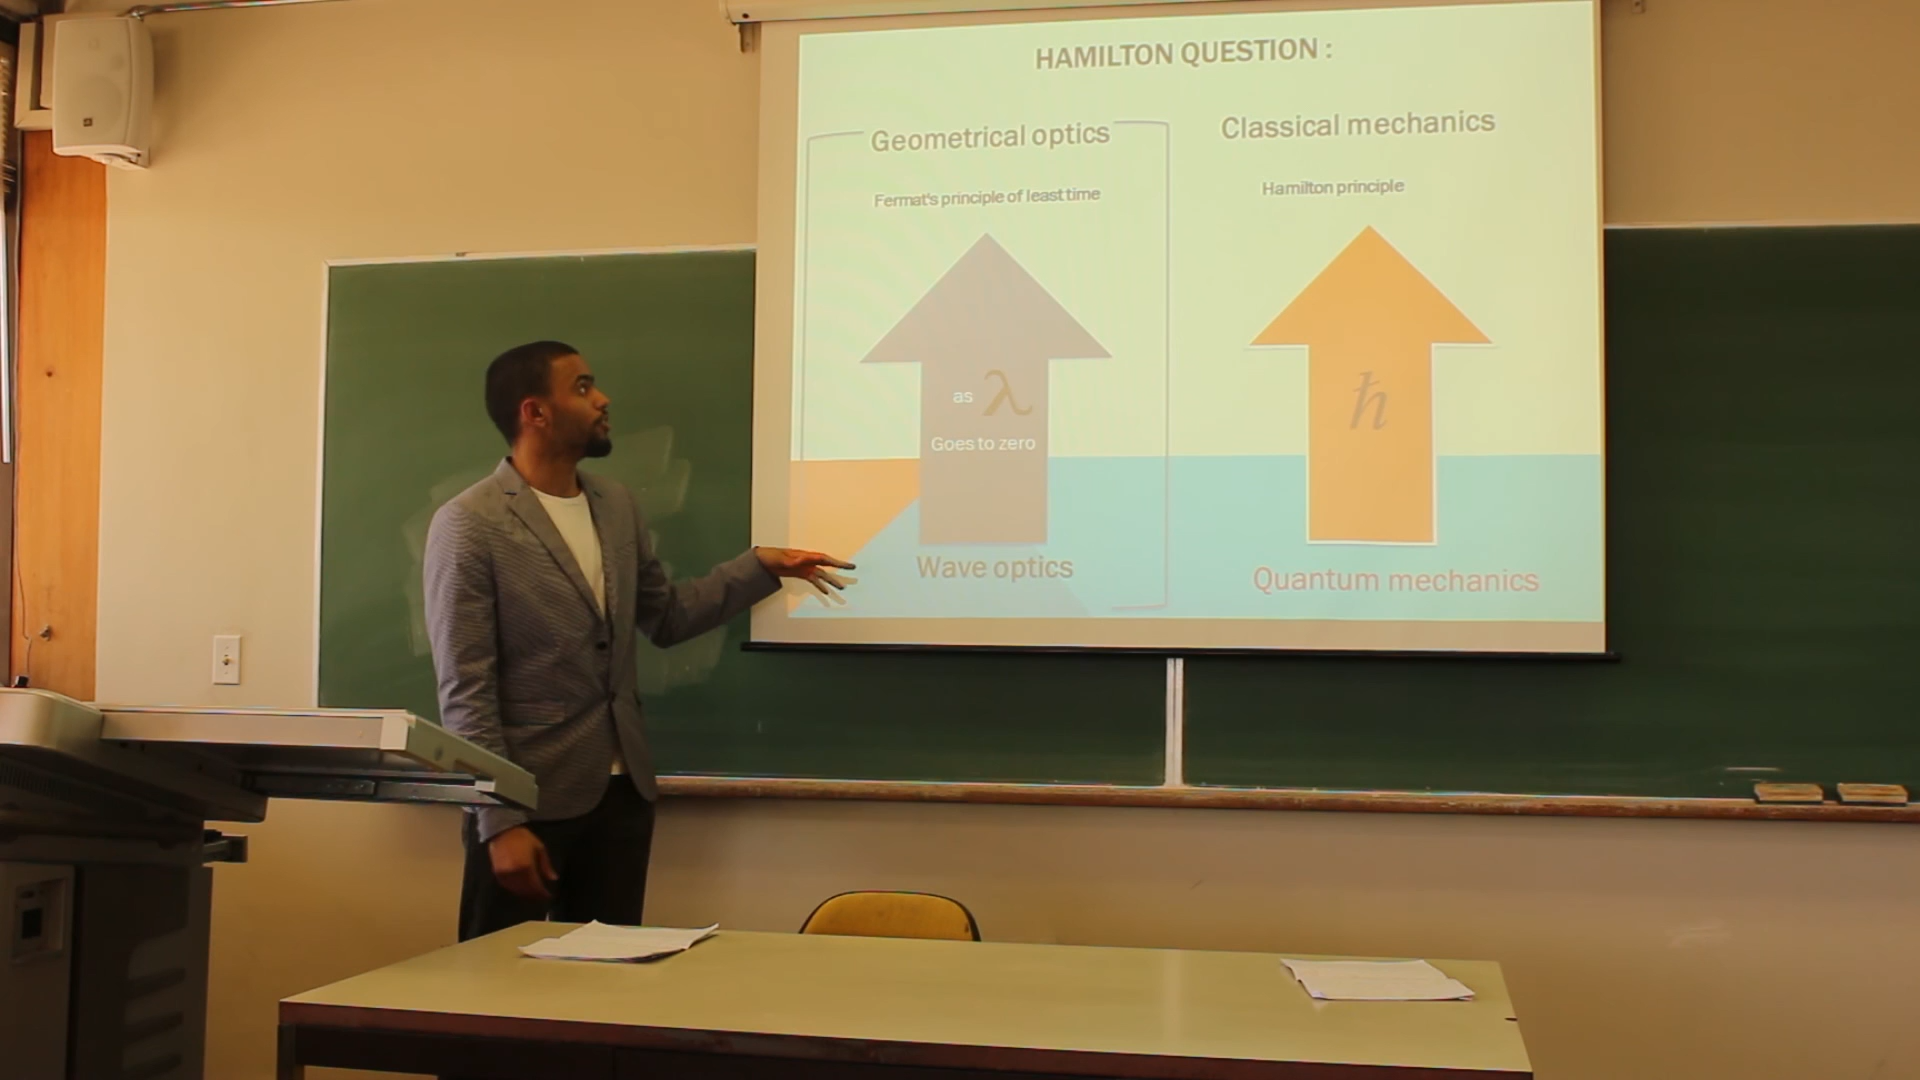 HAMILTON QUESTION :
Geometrical optics
Fermat's principle of least time
as λ
Goes to zero
Wave optics
Classical mechanics
Hamilton principle
ℏ
Quantum mechanics